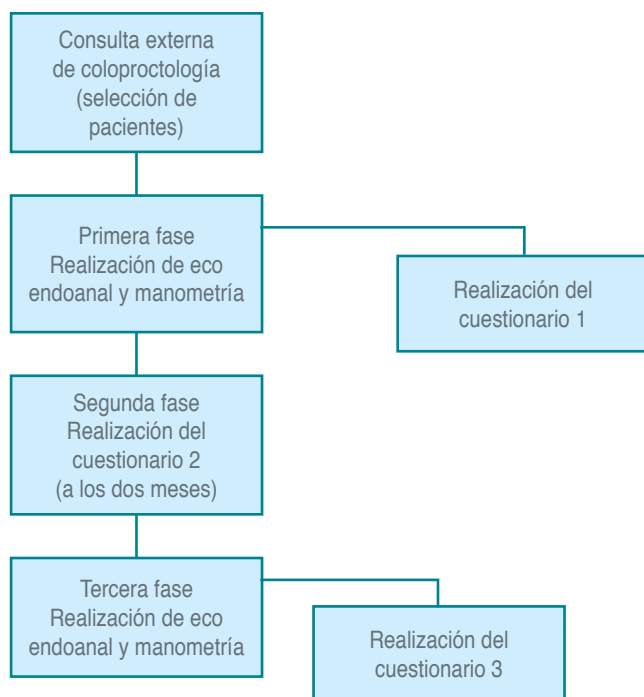 Consulta externa
de coloproctología
(selección de
pacientes)
Primera fase
Realización de eco
endoanal y manometría
Realización del
cuestionario 1
Segunda fase
Realización del
cuestionario 2
(a los dos meses)
Tercera fase
Realización de eco
endoanal y manometría
Realización del
cuestionario 3